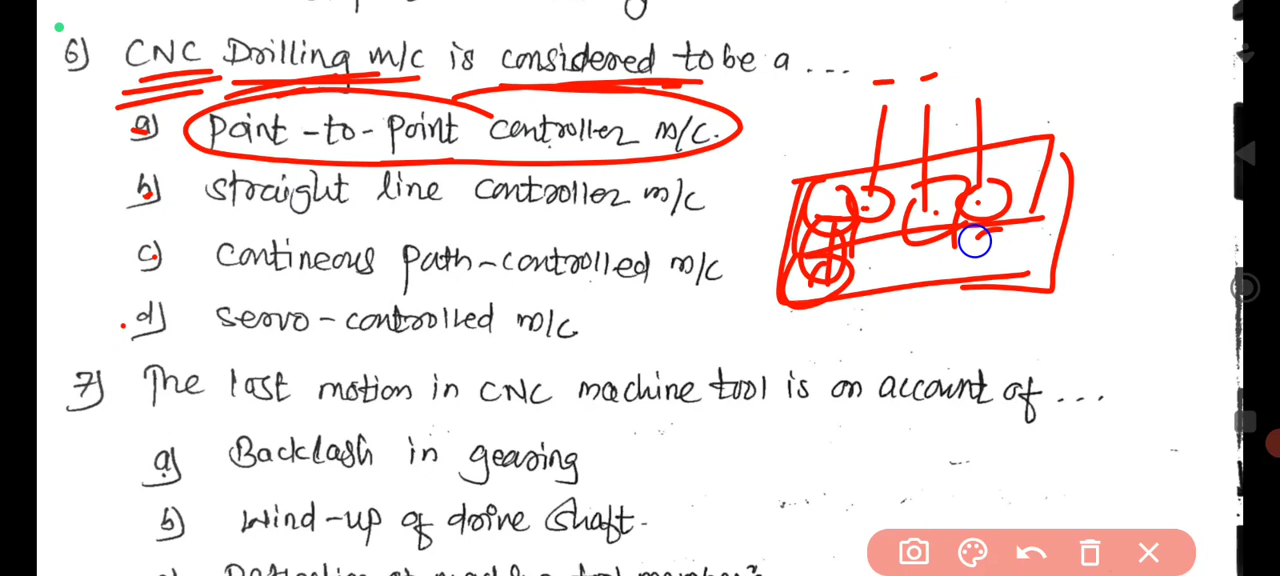 6) CNC Drilling m/c is considered to be a ...
a) Point-to-point controller m/c.
b) straight line controller m/c
c) contineous path-controlled m/c
d) servo-controlled m/c
7) The lost motion in CNC machine tool is on account of ...
a) Backlash in gearing
b) Wind-up of drive shaft.